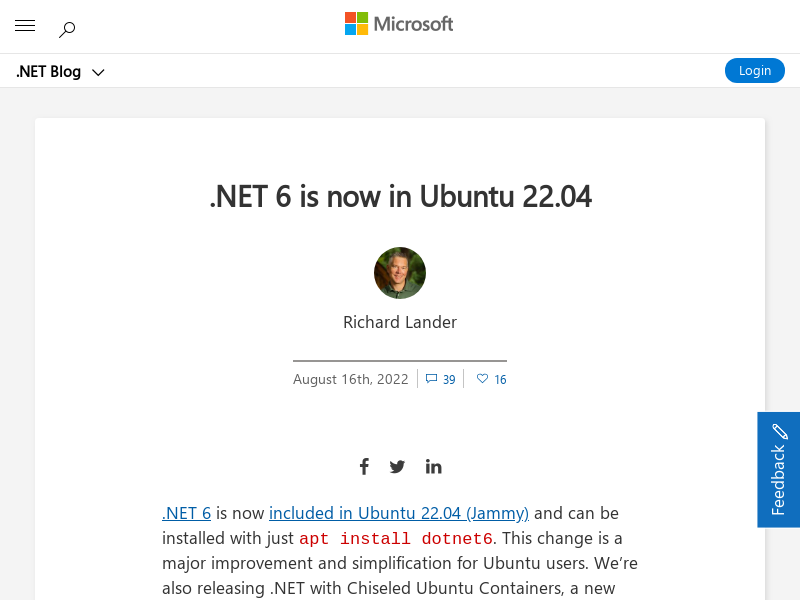 Microsoft
.NET Blog
Login
.NET 6 is now in Ubuntu 22.04
Richard Lander
August 16th, 2022
39
16
Feedback
.NET 6 is now included in Ubuntu 22.04 (Jammy) and can be
installed with just apt install dotnet6. This change is a
major improvement and simplification for Ubuntu users. We’re
also releasing .NET with Chiseled Ubuntu Containers, a new